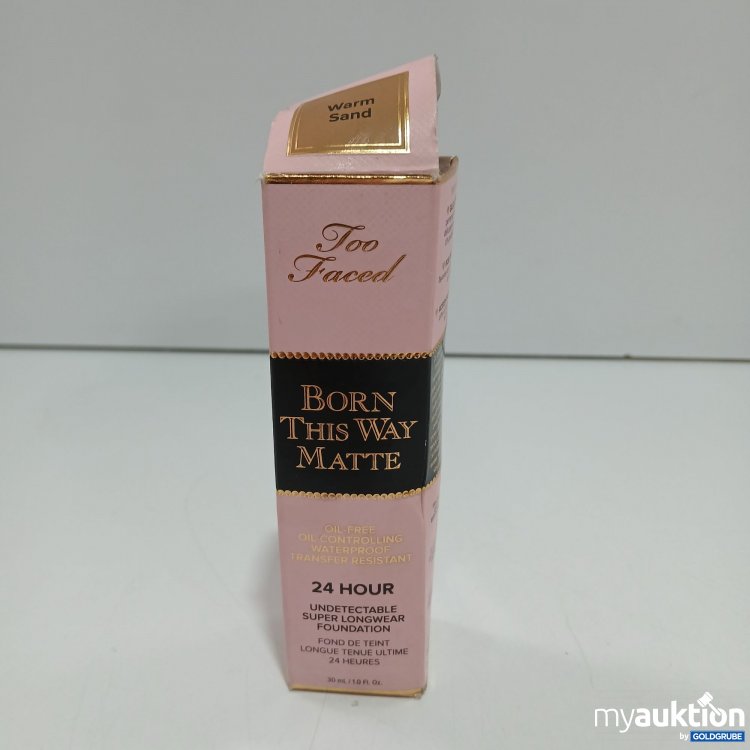 Warm
Sand
Too
Faced
BORN
THIS WAY
MATTE
OIL-FREE
OIL-CONTROLLING
WATERPROOF
TRANSFER RESISTANT
24 HOUR
UNDETECTABLE
SUPER LONGWEAR
FOUNDATION
FOND DE TEINT
LONGUE TENUE ULTIME
24 HEURES
30 mL / 1.0 Fl. Oz.
myauktion
by GOLDGRUBE